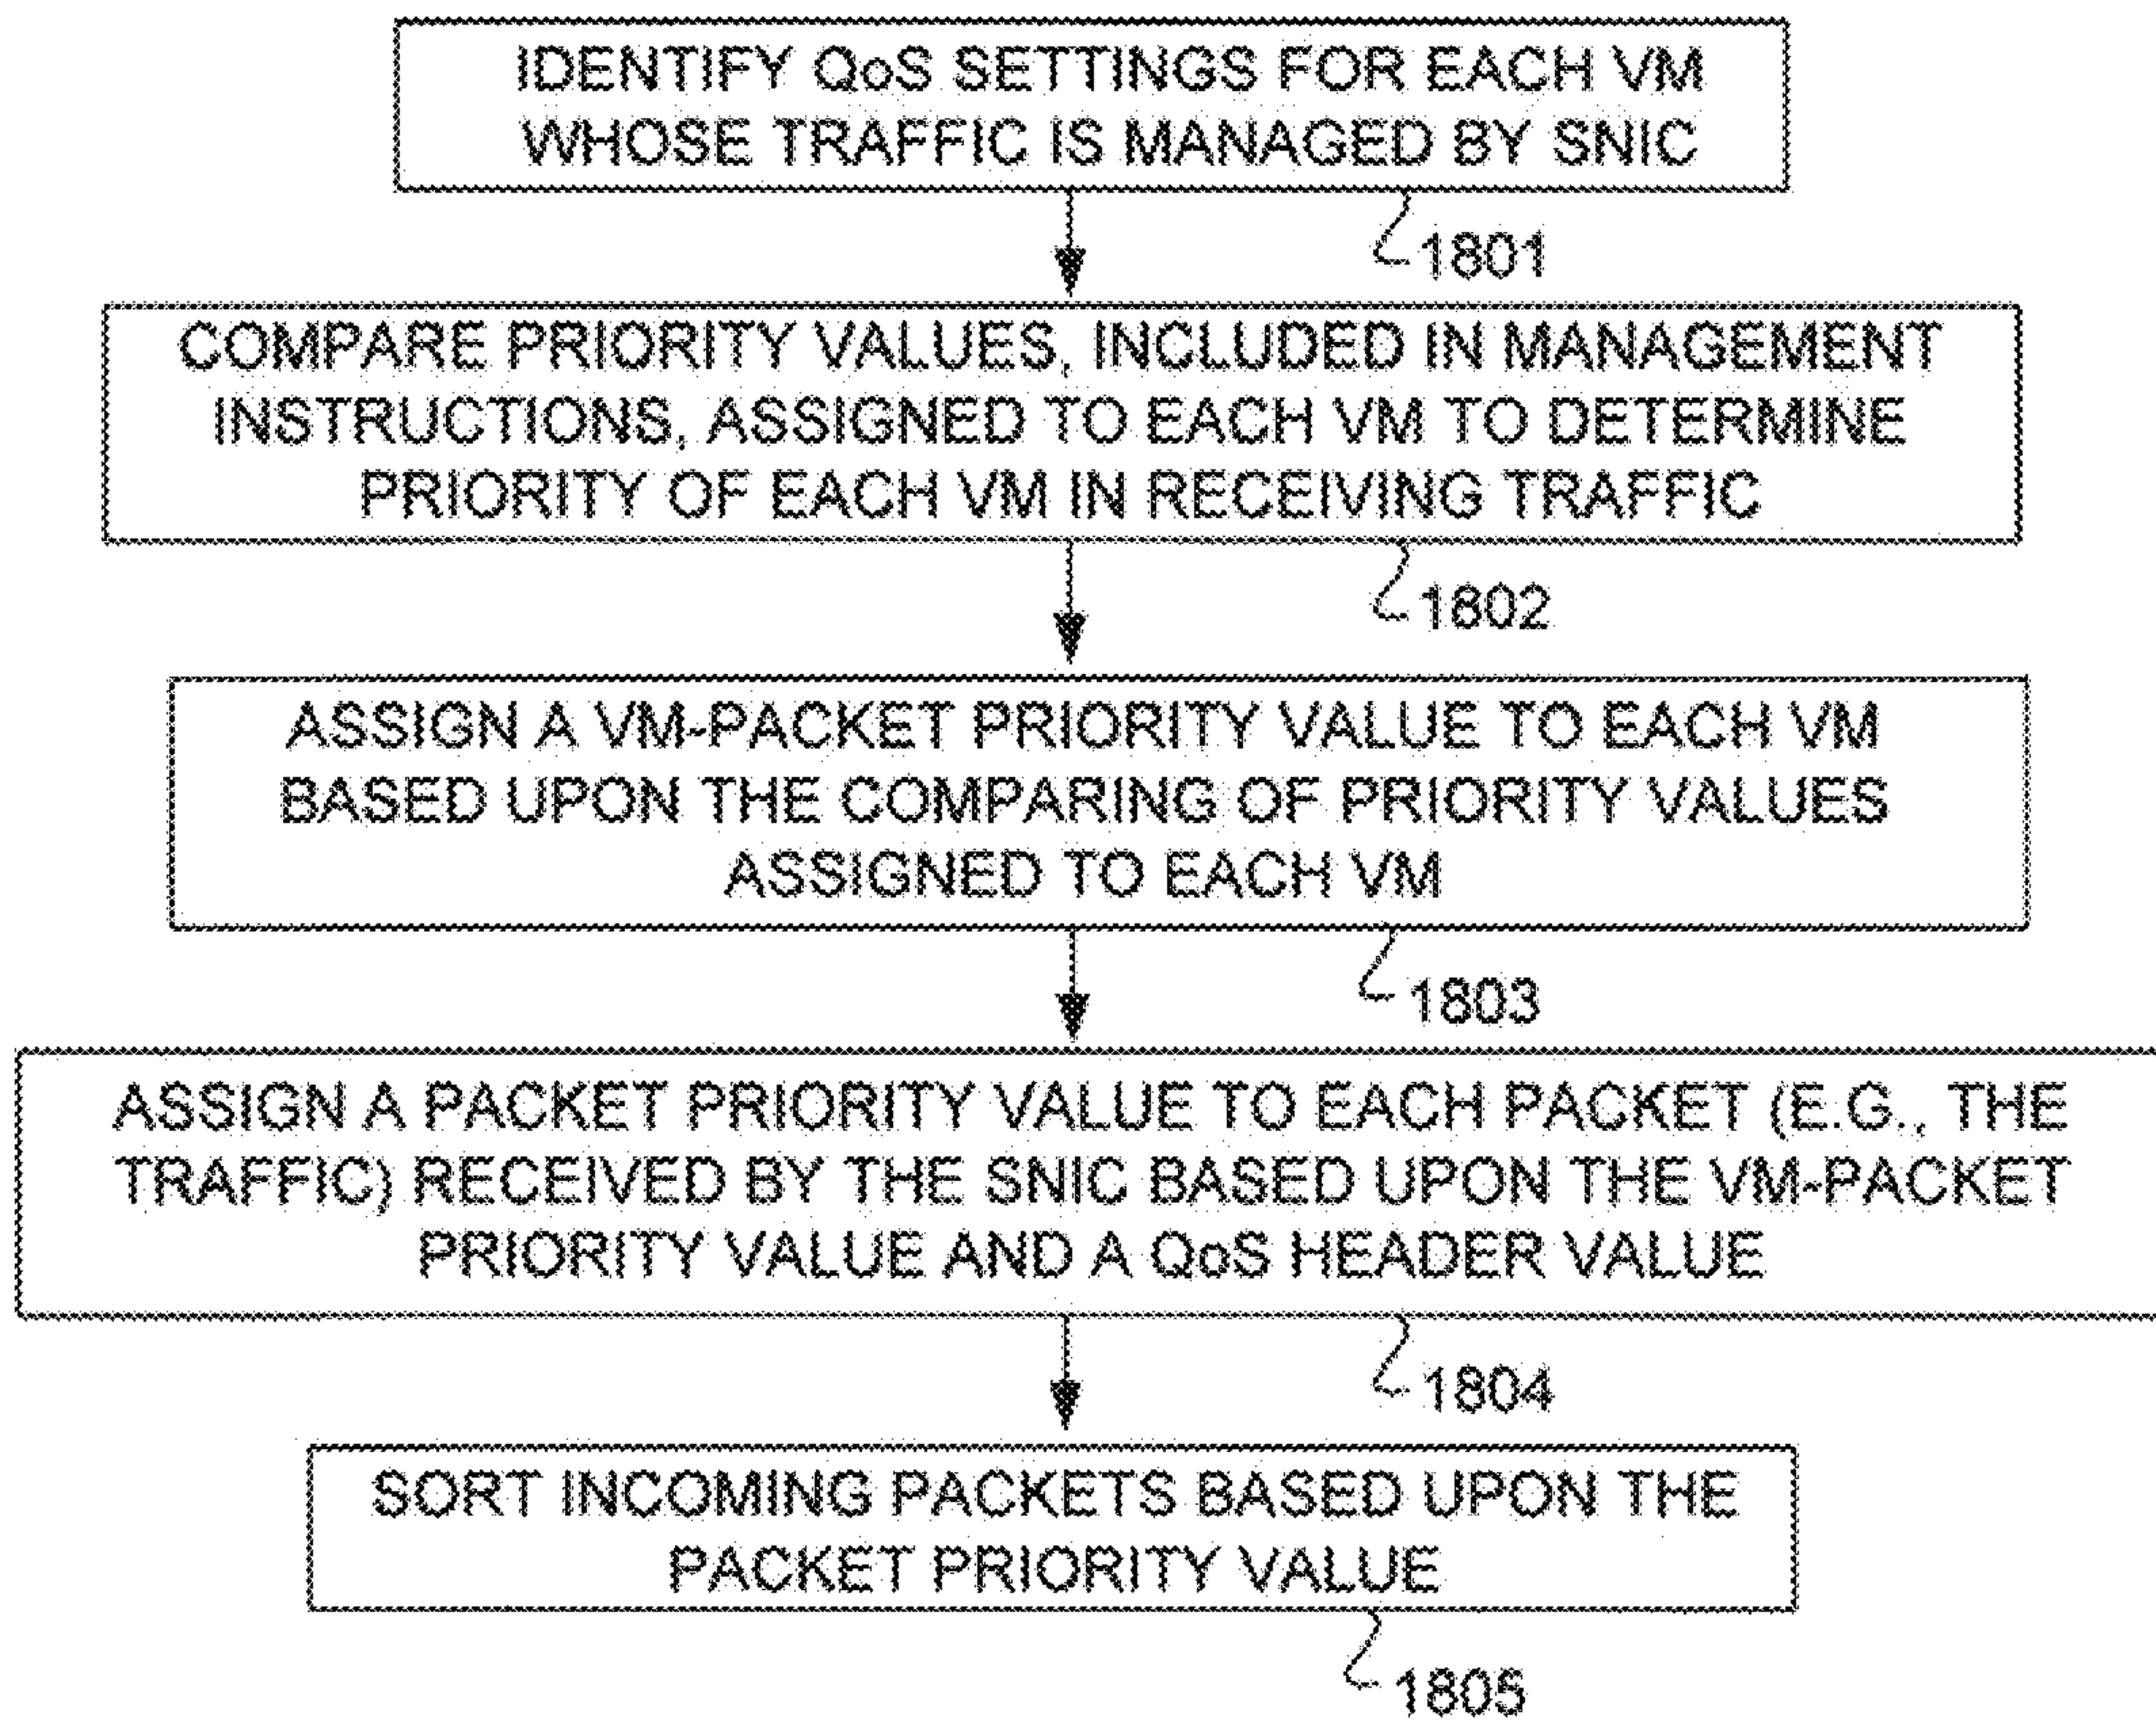 IDENTIFY QoS SETTINGS FOR EACH VM
WHOSE TRAFFIC IS MANAGED BY SNIC
1801
COMPARE PRIORITY VALUES, INCLUDED IN MANAGEMENT
INSTRUCTIONS, ASSIGNED TO EACH VM TO DETERMINE
PRIORITY OF EACH VM IN RECEIVING TRAFFIC
1802
ASSIGN A VM-PACKET PRIORITY VALUE TO EACH VM
BASED UPON THE COMPARING OF PRIORITY VALUES
ASSIGNED TO EACH VM
1803
ASSIGN A PACKET PRIORITY VALUE TO EACH PACKET (E.G., THE
TRAFFIC) RECEIVED BY THE SNIC BASED UPON THE VM-PACKET
PRIORITY VALUE AND A QoS HEADER VALUE
1804
SORT INCOMING PACKETS BASED UPON THE
PACKET PRIORITY VALUE
1805